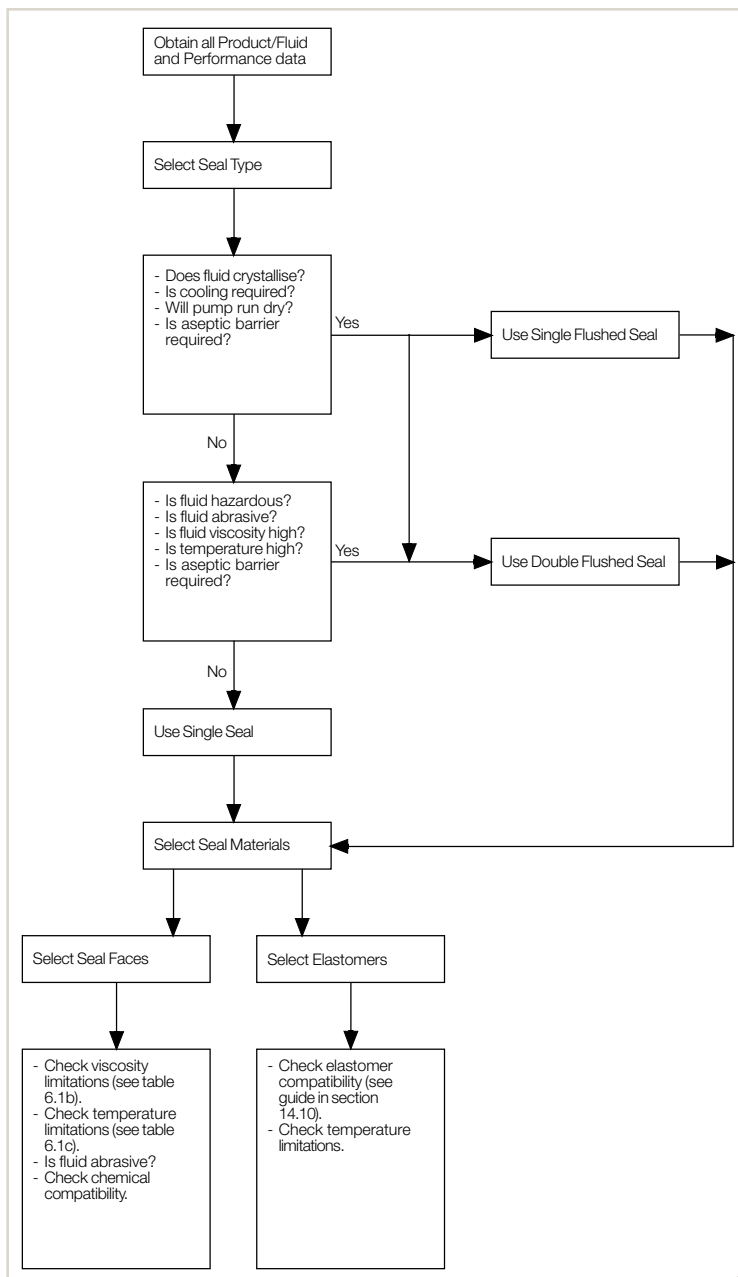 Obtain all Product/Fluid
and Performance data
Select Seal Type
- Does fluid crystallise?
- Is cooling required?
- Will pump run dry?
- Is aseptic barrier
required?
Yes
Use Single Flushed Seal
No
- Is fluid hazardous?
- Is fluid abrasive?
- Is fluid viscosity high?
- Is temperature high?
- Is aseptic barrier
required?
Yes
Use Double Flushed Seal
No
Use Single Seal
Select Seal Materials
Select Seal Faces
Select Elastomers
- Check viscosity
limitations (see table
6.1b).
- Check temperature
limitations (see table
6.1c).
- Is fluid abrasive?
- Check chemical
compatibility.
- Check elastomer
compatibility (see
guide in section
14.10).
- Check temperature
limitations.